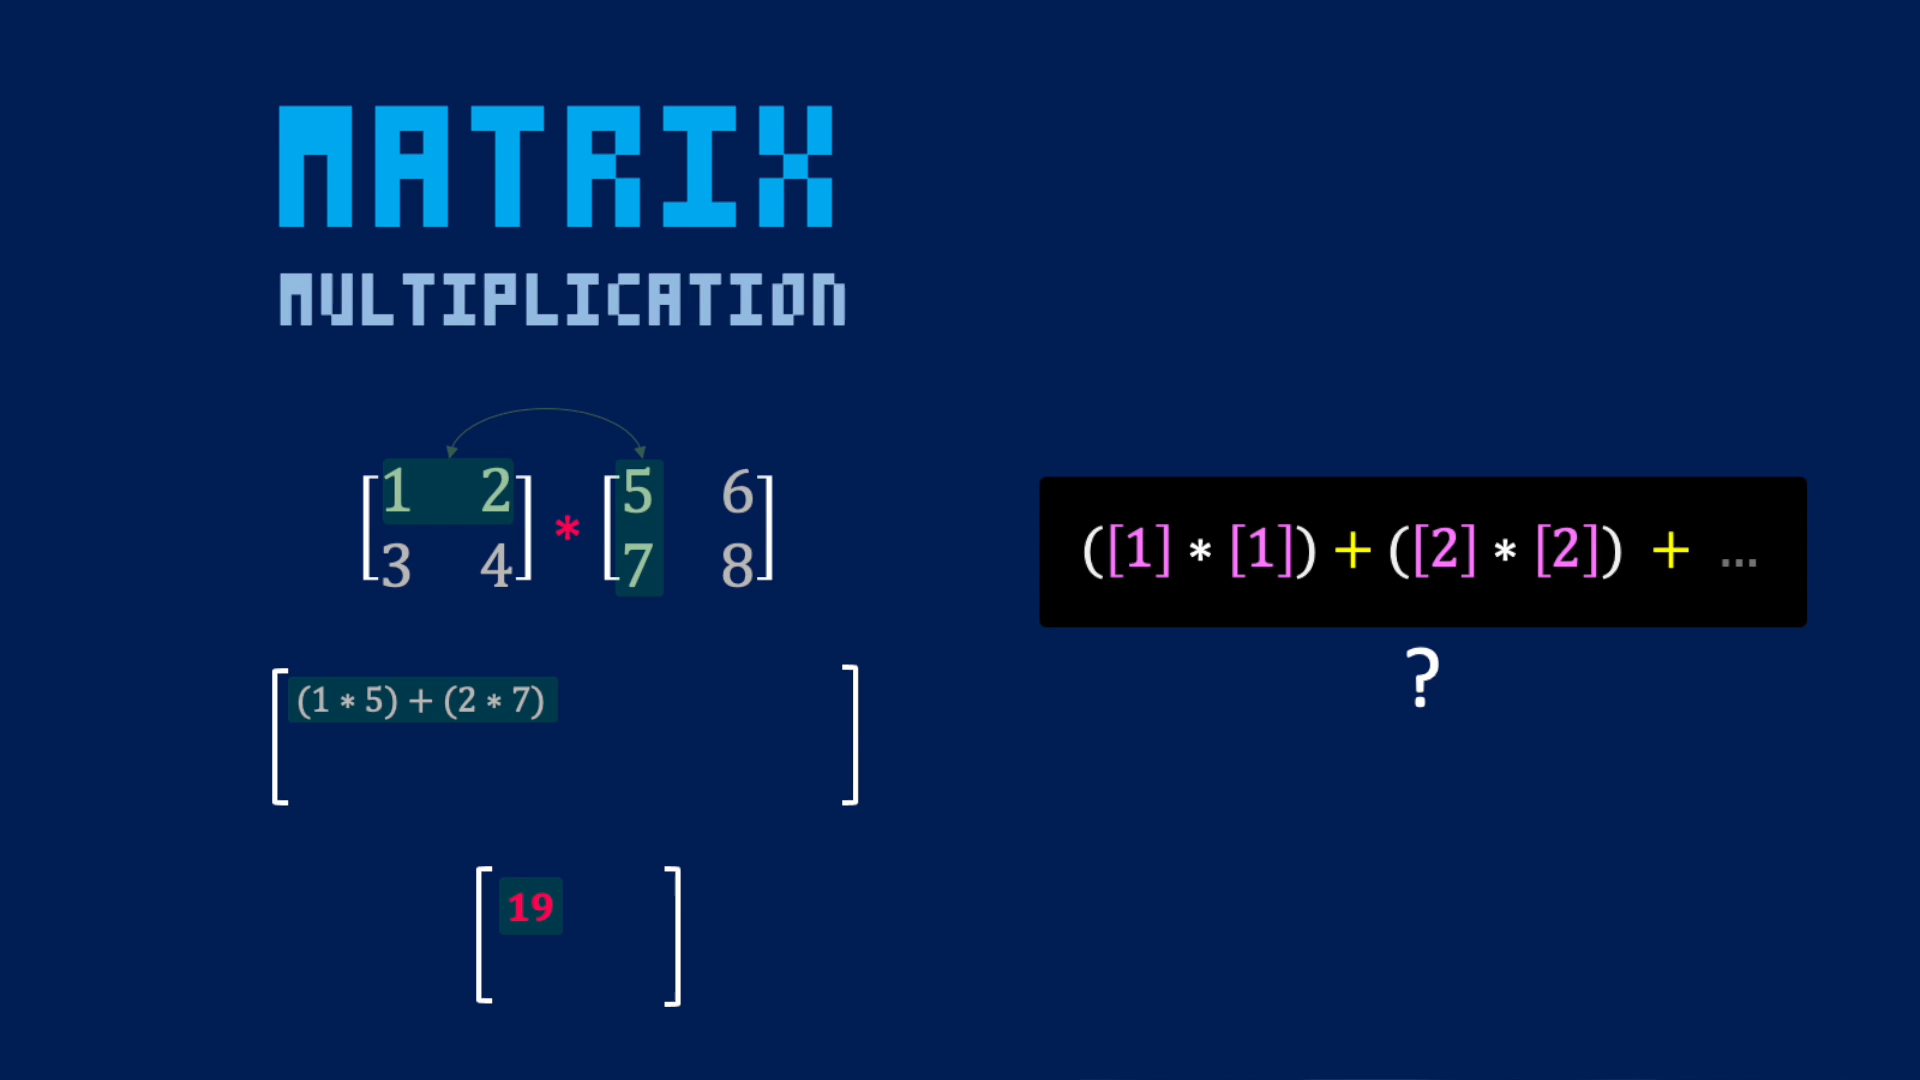 MATRIX
MULTIPLICATION
[1 2] * [5 6]
[3 4] [7 8]
([1] * [1]) + ([2] * [2]) + ...
?
[(1 * 5) + (2 * 7) ]
[19 ]